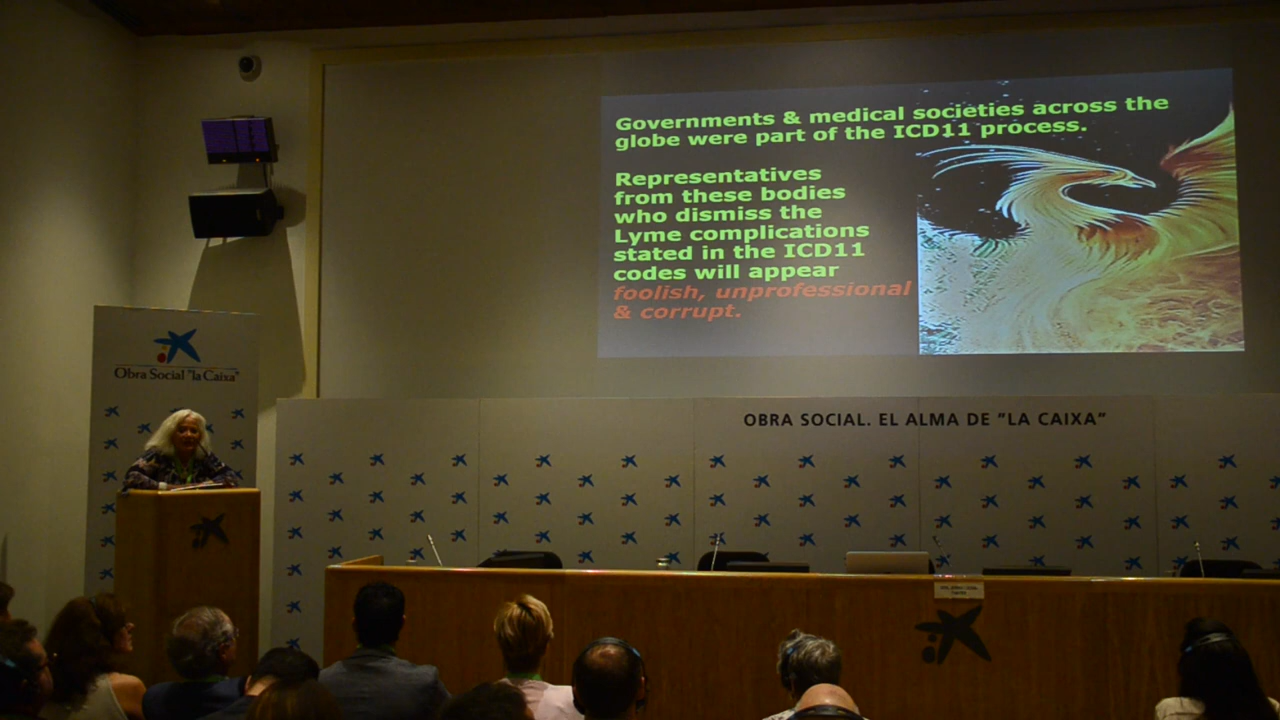 Governments & medical societies across the
globe were part of the ICD11 process.
Representatives
from these bodies
who dismiss the
Lyme complications
stated in the ICD11
codes will appear
foolish, unprofessional
& corrupt.
Obra Social "la Caixa"
OBRA SOCIAL. EL ALMA DE "LA CAIXA"